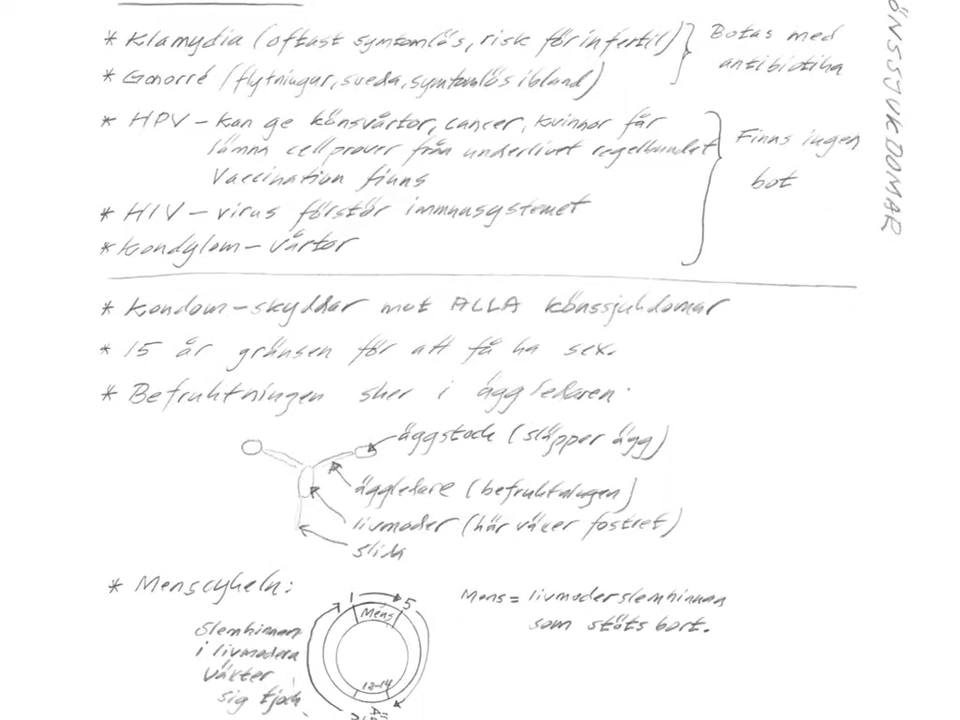 * Klamydia (oftast symtomlös, risk för infertil)
* Gonorré (flytningar, sveda, symtomlös ibland)
Botas med
antibiotika
* HPV - Kan ge könsvårtor, cancer, kvinnor får
lämna cellprover från underlivet regelbundet
Vaccination finns
* HIV - virus förstör immunsystemet
* Kondylom - vårtor
Finns ingen
bot
ÖNSSJUKDOMAR
* Kondom - skyddar mot ALLA könssjukdomar
* 15 år gränsen för att få ha sex.
* Befruktningen sker i äggledaren.
äggstock (släpper ägg)
äggledare (befruktningen)
livmoder (här växer fostret)
slida
* Menscykeln:
1 5
Mens
Slemhinnan
i livmodern
växter
sig tjock
12-14
Mens = livmoderslemhinnan
som stöts bort.